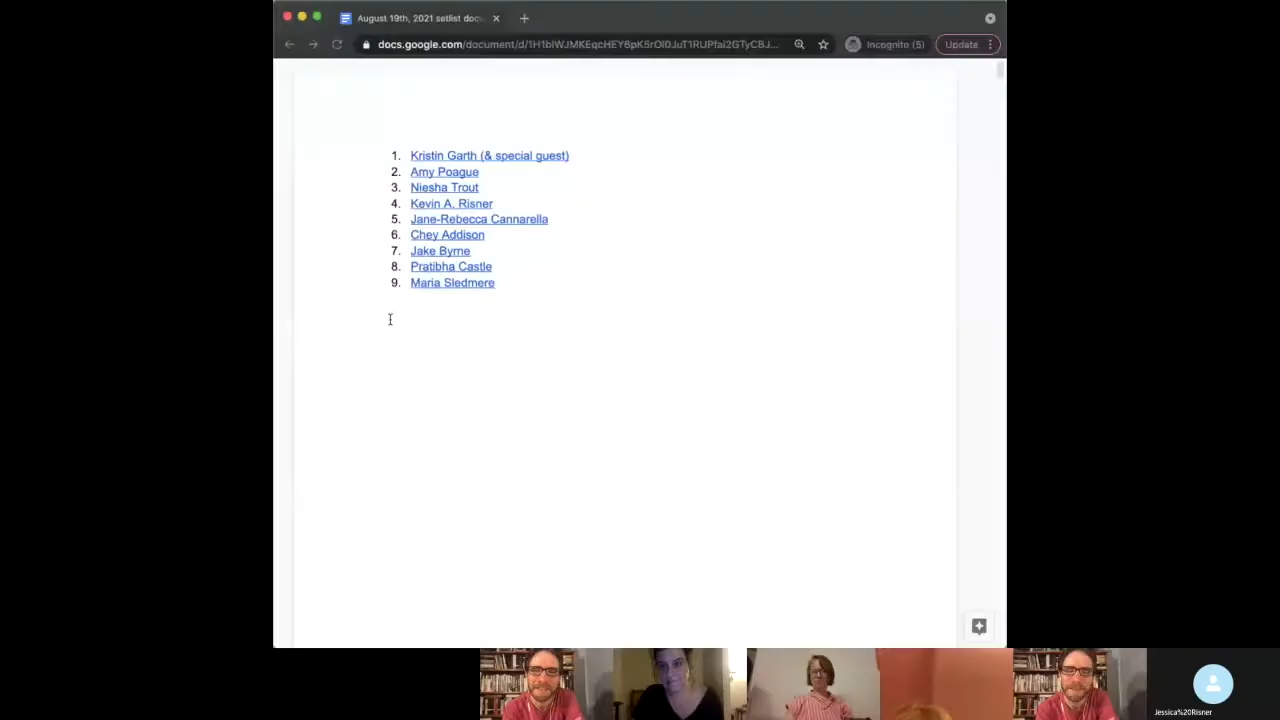 August 19th, 2021 setlist doc
docs.google.com/document/d/1H1blWJMKEqcHEY6pK5rOl0JuT1RUPfai2GTyCBJ...
Incognito (5)
Update
1. Kristin Garth (& special guest)
2. Amy Poague
3. Niesha Trout
4. Kevin A. Risner
5. Jane-Rebecca Cannarella
6. Chey Addison
7. Jake Byrne
8. Pratibha Castle
9. Maria Sledmere
Jessica%20Risner